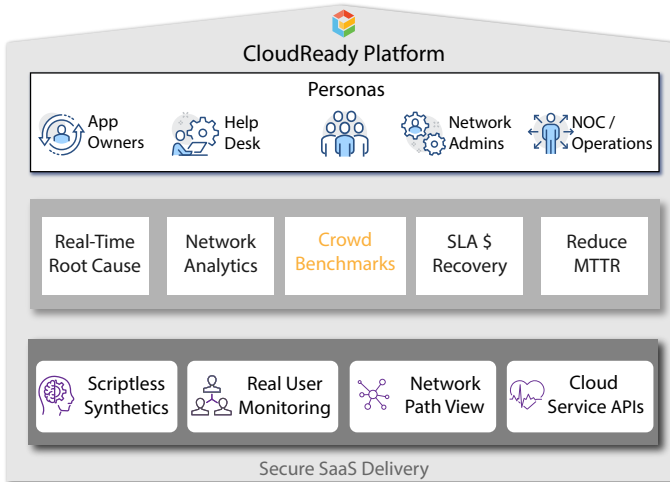 CloudReady Platform
Personas
App
Owners
Help
Desk
Network
Admins
NOC /
Operations
Real-Time
Root Cause
Network
Analytics
Crowd
Benchmarks
SLA $
Recovery
Reduce
MTTR
Scriptless
Synthetics
Real User
Monitoring
Network
Path View
Cloud
Service APIs
Secure SaaS Delivery